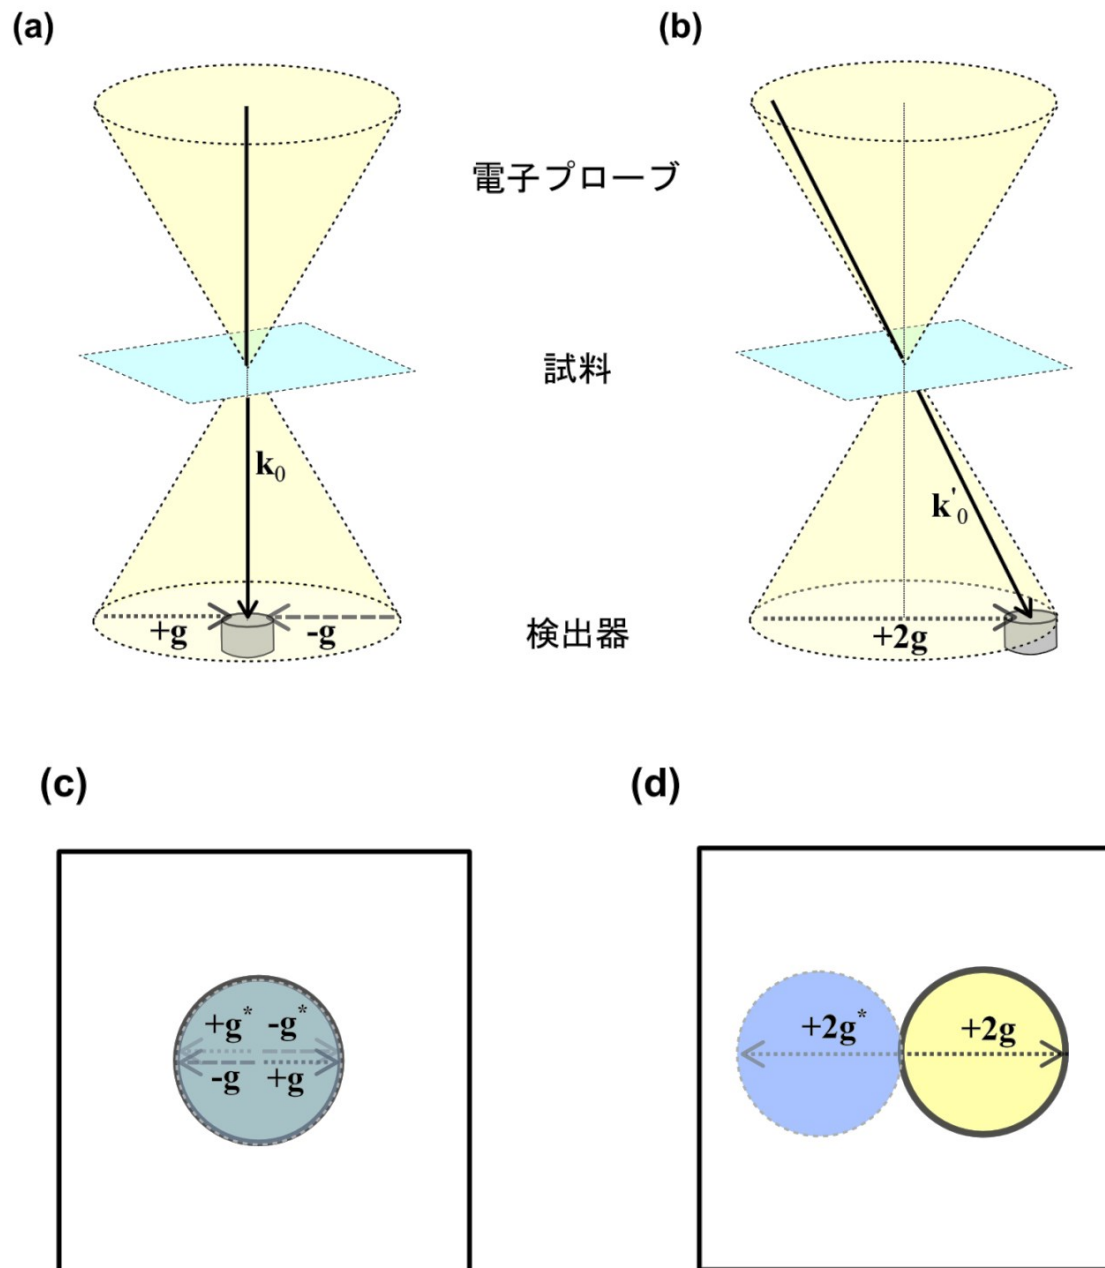 (a)
(b)
電子プローブ
試料
k₀
k'₀
+g
-g
検出器
+2g
(c)
(d)
+g* -g*
-g +g
+2g*
+2g